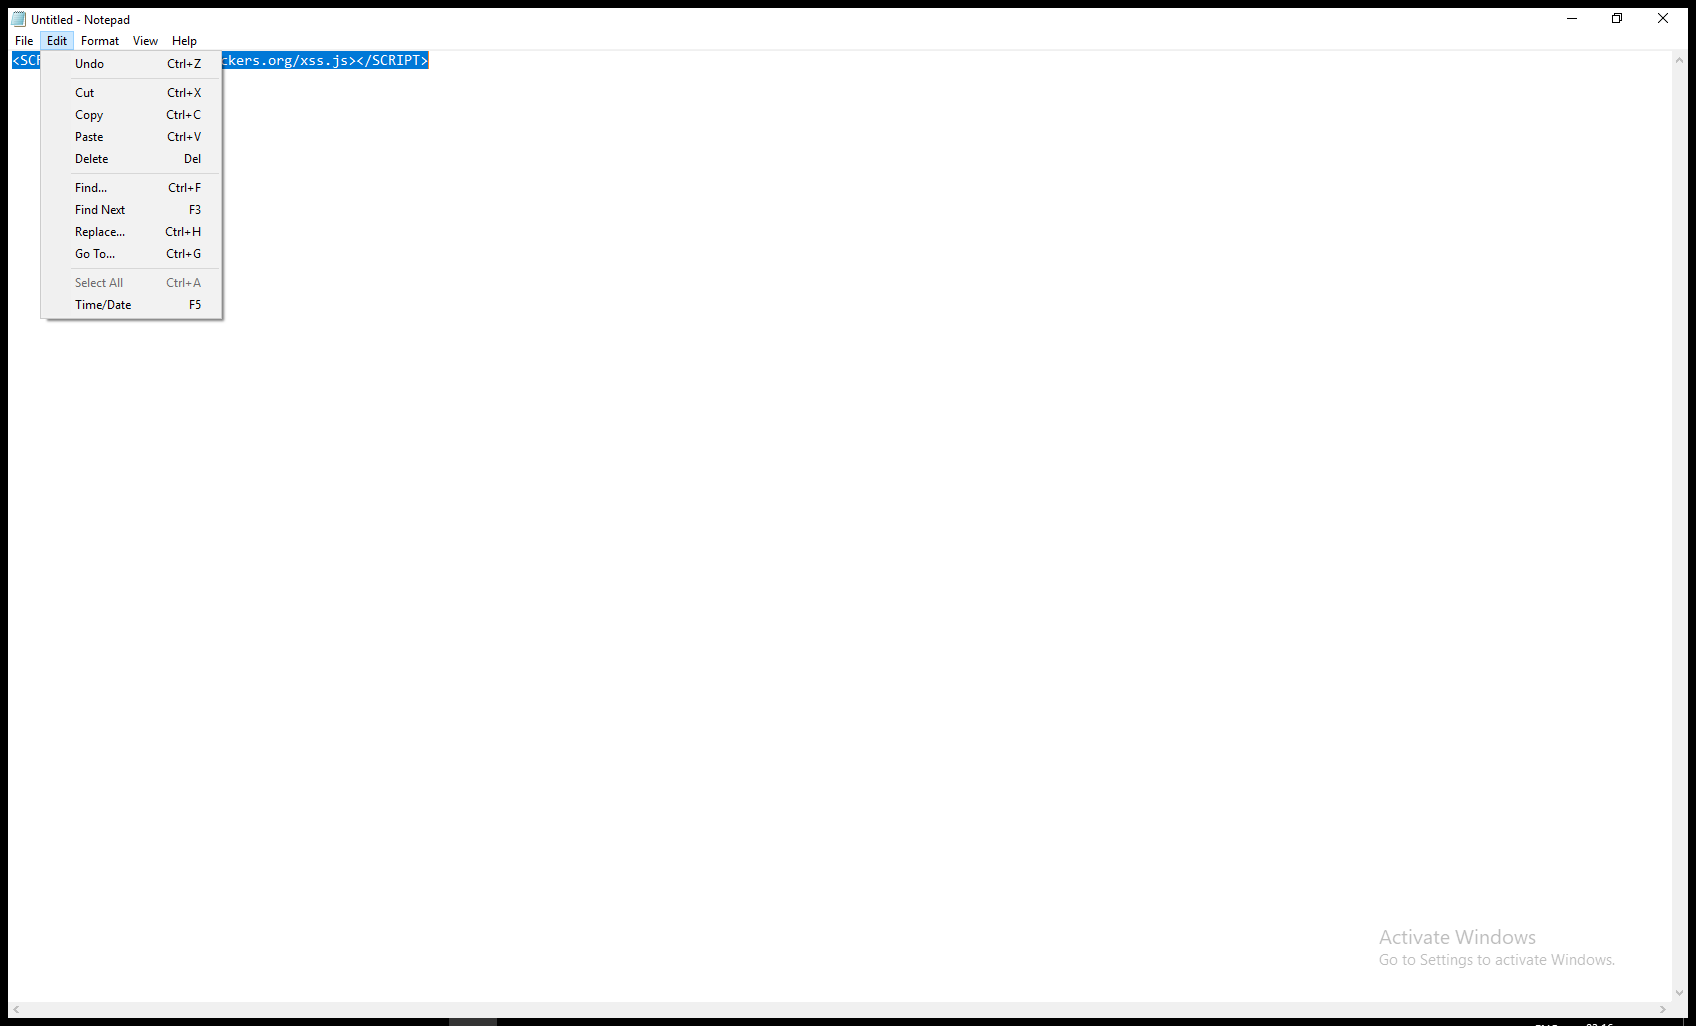 Untitled - Notepad
File Edit Format View Help
ckers.org/xss.js></SCRIPT>
Undo Ctrl+Z
Cut Ctrl+X
Copy Ctrl+C
Paste Ctrl+V
Delete Del
Find... Ctrl+F
Find Next F3
Replace... Ctrl+H
Go To... Ctrl+G
Select All Ctrl+A
Time/Date F5
Activate Windows
Go to Settings to activate Windows.